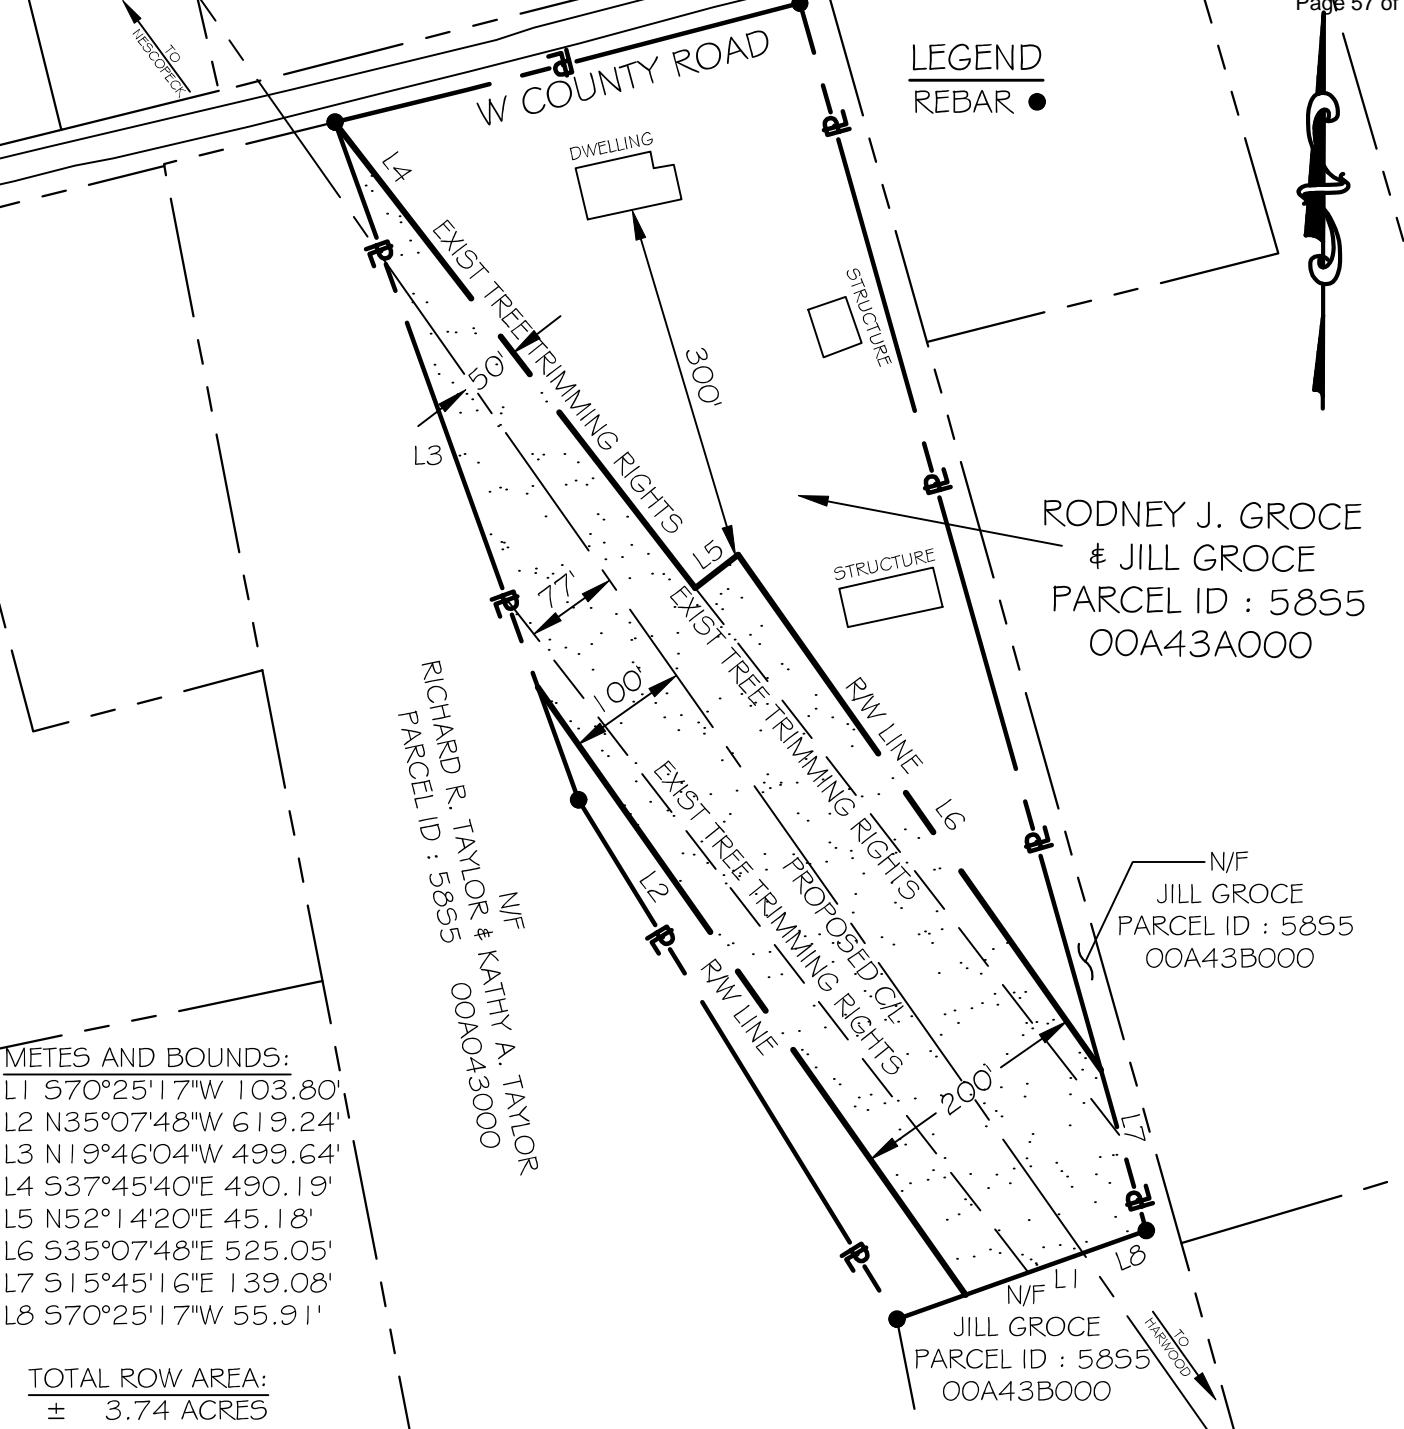 Page 57 of
TO
NESCOPECK
W COUNTY ROAD
LEGEND
REBAR ●
DWELLING
L4
EXIST TREE TRIMMING RIGHTS
STRUCTURE
300'
50'
L3
L5
RODNEY J. GROCE
& JILL GROCE
PARCEL ID : 58S5
00A43A000
STRUCTURE
77'
EXIST TREE TRIMMING RIGHTS
100'
R/W LINE
L6
EXIST TREE TRIMMING RIGHTS
PROPOSED C/L
L2
R/W LINE
N/F
RICHARD R. TAYLOR & KATHY A. TAYLOR
PARCEL ID : 58S5 00A043000
N/F
JILL GROCE
PARCEL ID : 58S5
00A43B000
200'
L7
L8
L1
METES AND BOUNDS:
L1 S70°25'17"W 103.80'
L2 N35°07'48"W 619.24'
L3 N19°46'04"W 499.64'
L4 S37°45'40"E 490.19'
L5 N52°14'20"E 45.18'
L6 S35°07'48"E 525.05'
L7 S15°45'16"E 139.08'
L8 S70°25'17"W 55.91'
N/F
JILL GROCE
PARCEL ID : 58S5
00A43B000
TO
HARWOOD
TOTAL ROW AREA:
± 3.74 ACRES